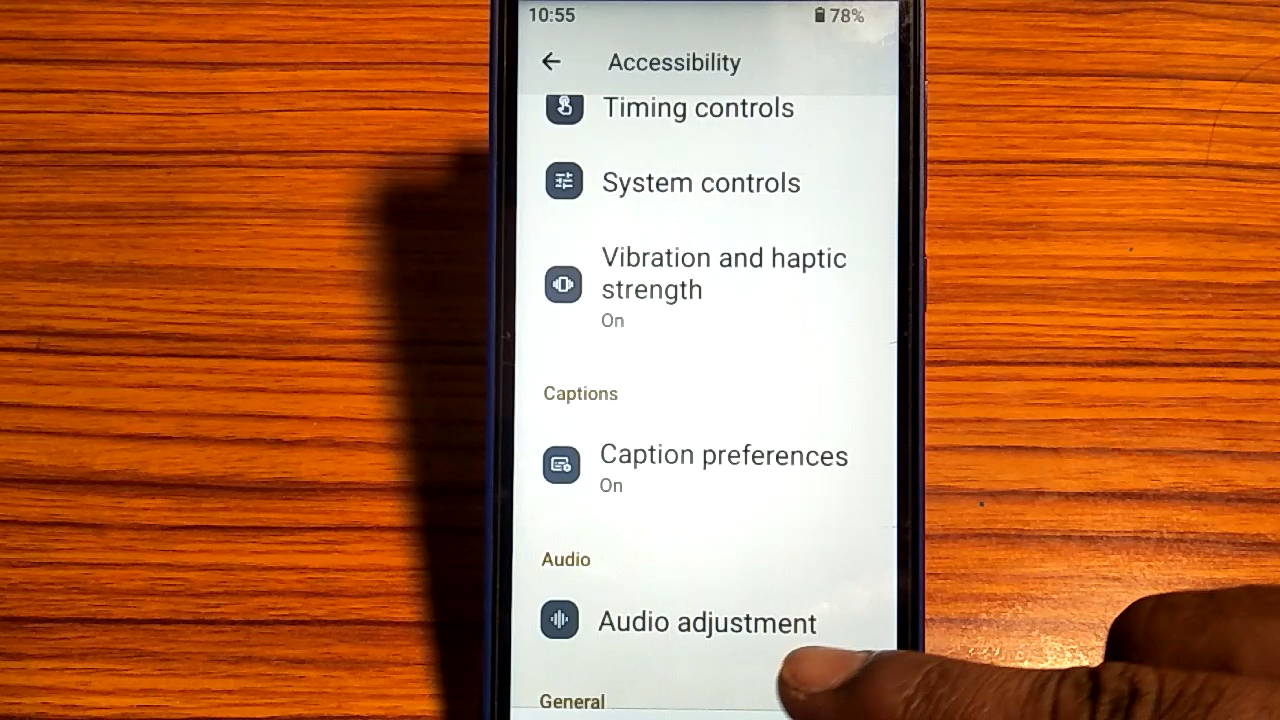 10:55 78%
Accessibility
Timing controls
System controls
Vibration and haptic
strength
On
Captions
Caption preferences
On
Audio
Audio adjustment
General